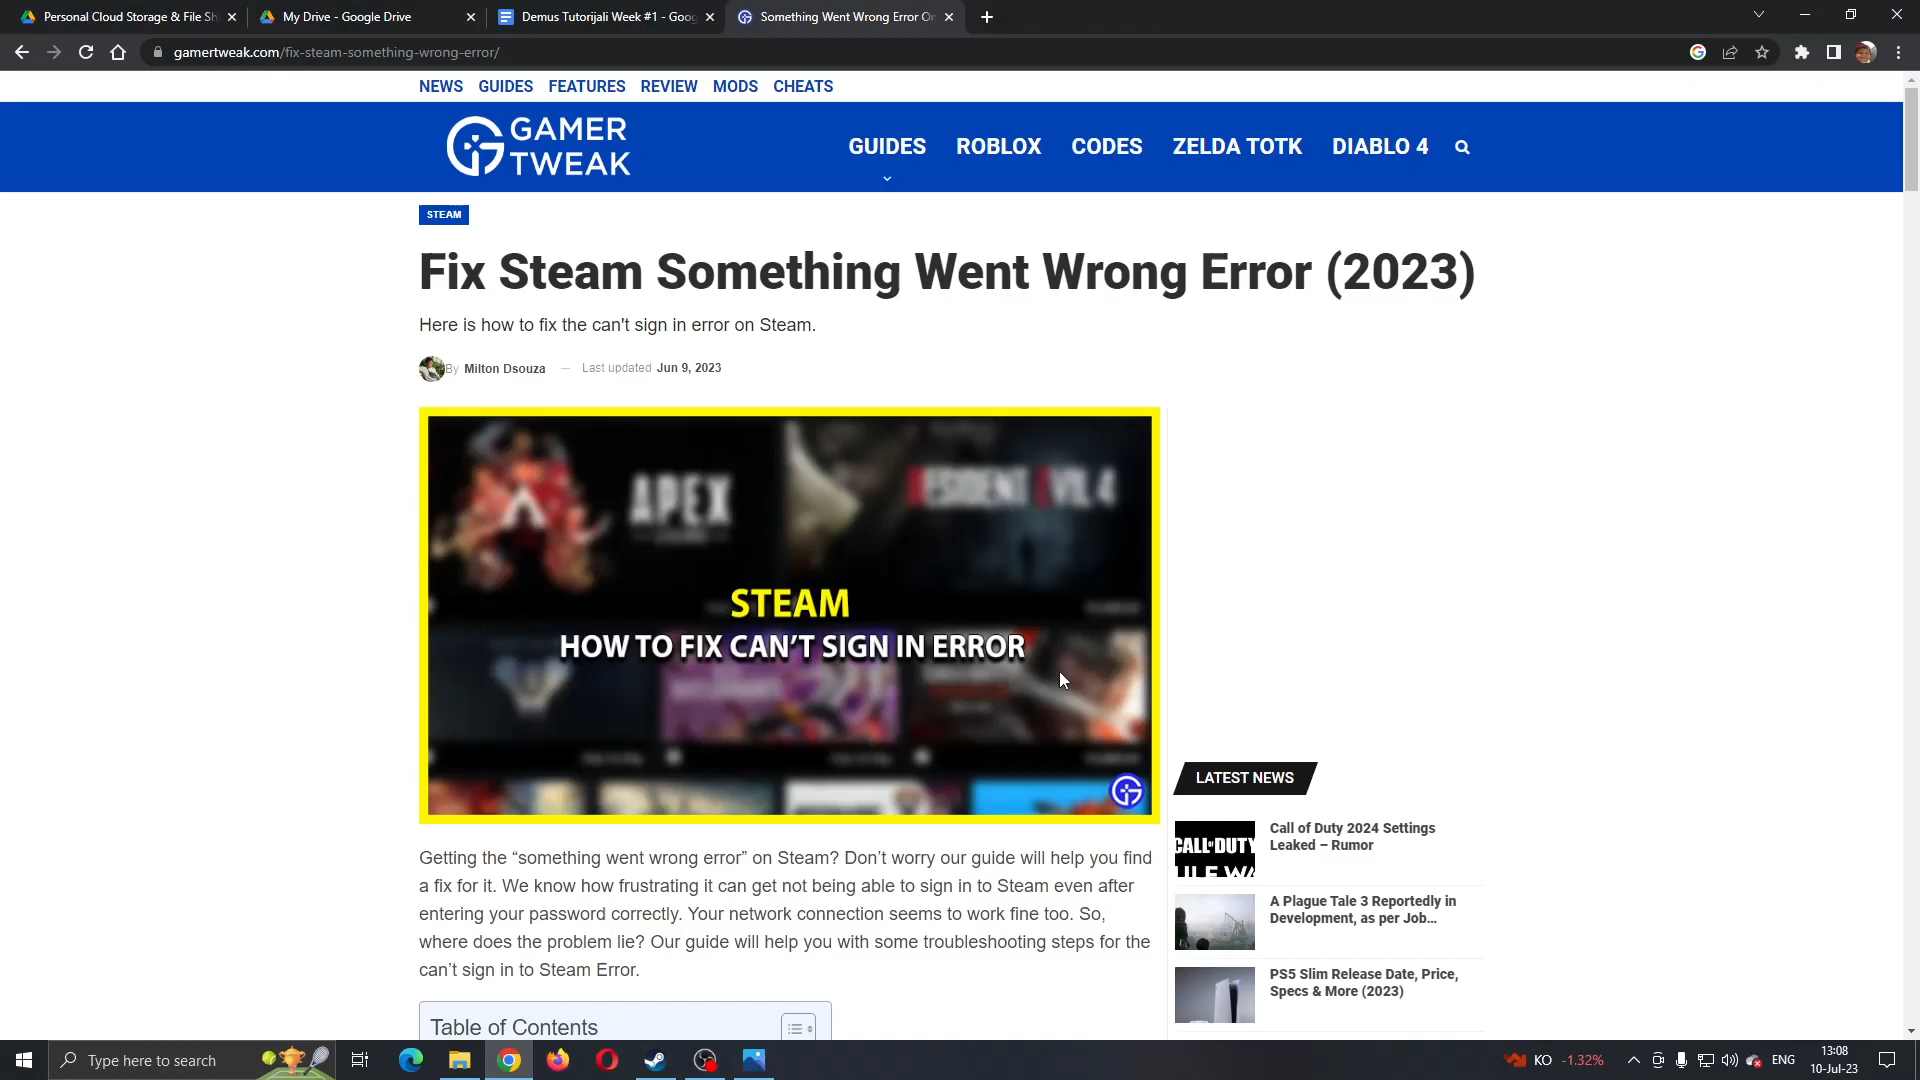 Personal Cloud Storage & File Sh
My Drive - Google Drive
Demus Tutorijali Week #1 - Goog
Something Went Wrong Error On
gamertweak.com/fix-steam-something-wrong-error/
NEWS GUIDES FEATURES REVIEW MODS CHEATS
GAMER
TWEAK
GUIDES ROBLOX CODES ZELDA TOTK DIABLO 4
STEAM
Fix Steam Something Went Wrong Error (2023)
Here is how to fix the can't sign in error on Steam.
By Milton Dsouza — Last updated Jun 9, 2023
APEX
RESIDENT EVIL 4
STEAM
HOW TO FIX CAN'T SIGN IN ERROR
Getting the “something went wrong error” on Steam? Don’t worry our guide will help you find
a fix for it. We know how frustrating it can get not being able to sign in to Steam even after
entering your password correctly. Your network connection seems to work fine too. So,
where does the problem lie? Our guide will help you with some troubleshooting steps for the
can’t sign in to Steam Error.
Table of Contents
LATEST NEWS
CALL OF DUTY
Call of Duty 2024 Settings
Leaked – Rumor
A Plague Tale 3 Reportedly in
Development, as per Job...
PS5 Slim Release Date, Price,
Specs & More (2023)
Type here to search
KO -1.32%
ENG
13:08
10-Jul-23